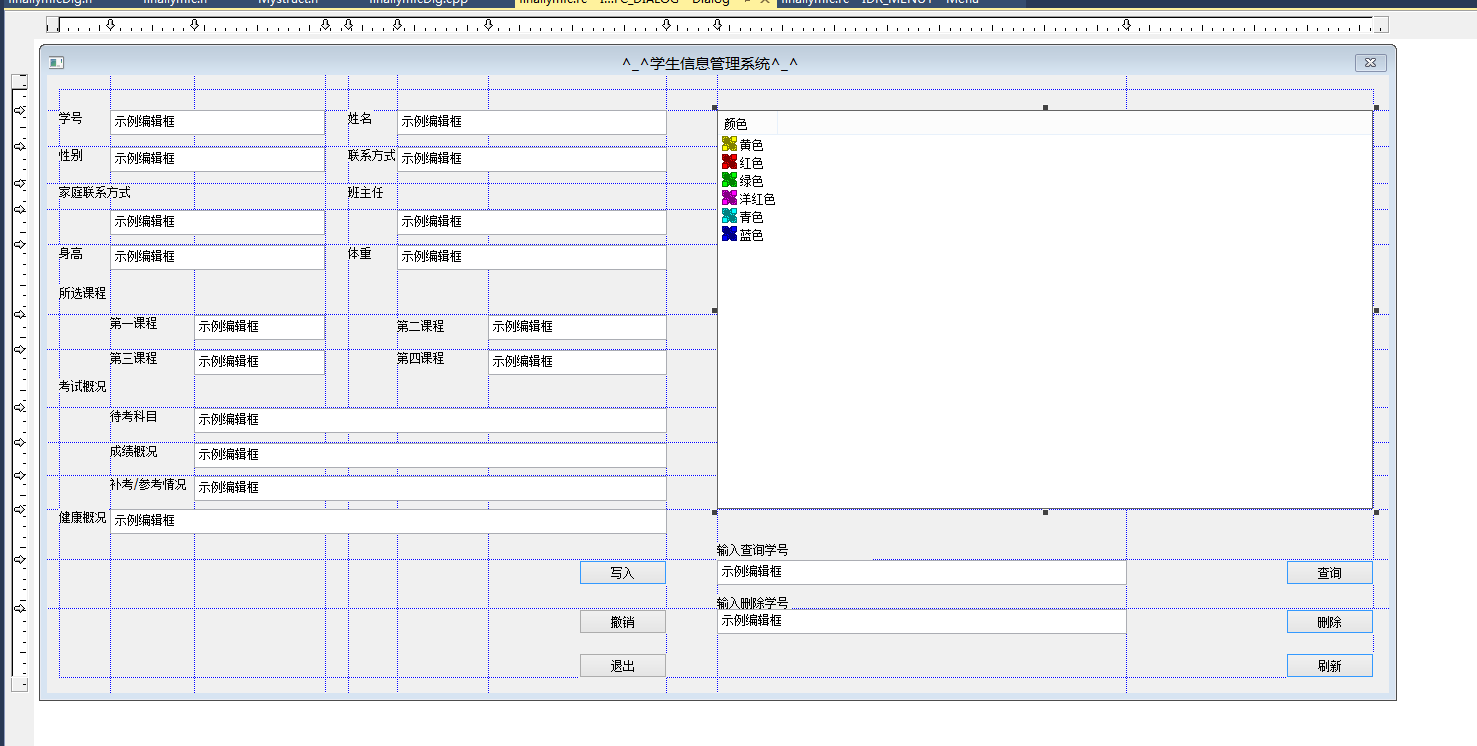 finallymfcDlg.h finallymfc.h Mystruct.h finallymfcDlg.cpp Dialog finallymfc.rc - IDR_MENU1 - Menu
^_^学生信息管理系统^_^
学号 示例编辑框 姓名 示例编辑框
性别 示例编辑框 联系方式 示例编辑框
家庭联系方式 班主任
示例编辑框 示例编辑框
身高 示例编辑框 体重 示例编辑框
所选课程
第一课程 示例编辑框 第二课程 示例编辑框
第三课程 示例编辑框 第四课程 示例编辑框
考试概况
待考科目 示例编辑框
成绩概况 示例编辑框
补考/参考情况 示例编辑框
健康概况 示例编辑框
写入
撤销
退出
颜色
黄色
红色
绿色
洋红色
青色
蓝色
输入查询学号
示例编辑框 查询
输入删除学号
示例编辑框 删除
刷新